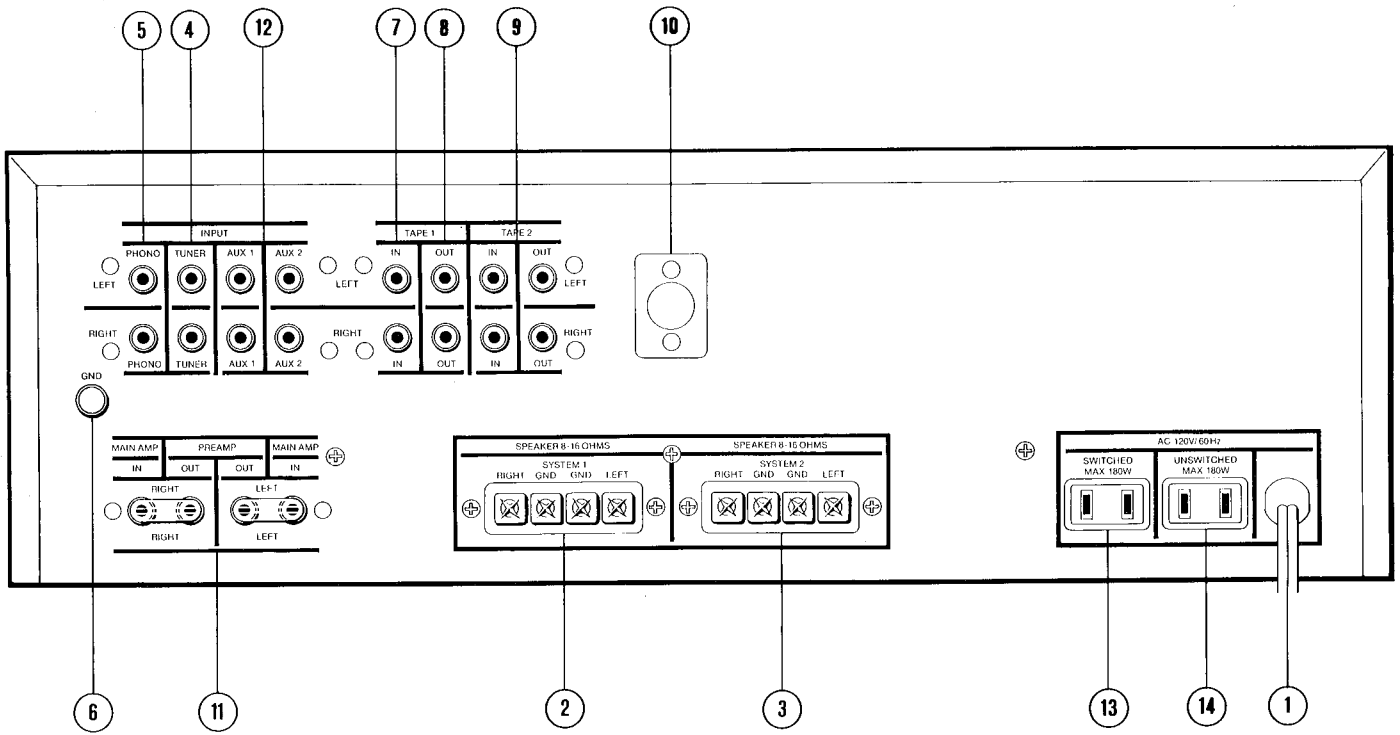 5 4 12 7 8 9 10
INPUT
TAPE 1 TAPE 2
PHONO TUNER AUX 1 AUX 2
IN OUT IN OUT
LEFT LEFT LEFT
RIGHT RIGHT RIGHT
PHONO TUNER AUX 1 AUX 2
IN OUT IN OUT
GND
MAIN AMP PREAMP MAIN AMP
IN OUT OUT IN
RIGHT LEFT
RIGHT LEFT
SPEAKER 8-16 OHMS SPEAKER 8-16 OHMS
SYSTEM 1 SYSTEM 2
RIGHT GND GND LEFT
RIGHT GND GND LEFT
AC 120V/60Hz
SWITCHED UNSWITCHED
MAX 180W MAX 180W
6 11 2 3 13 14 1